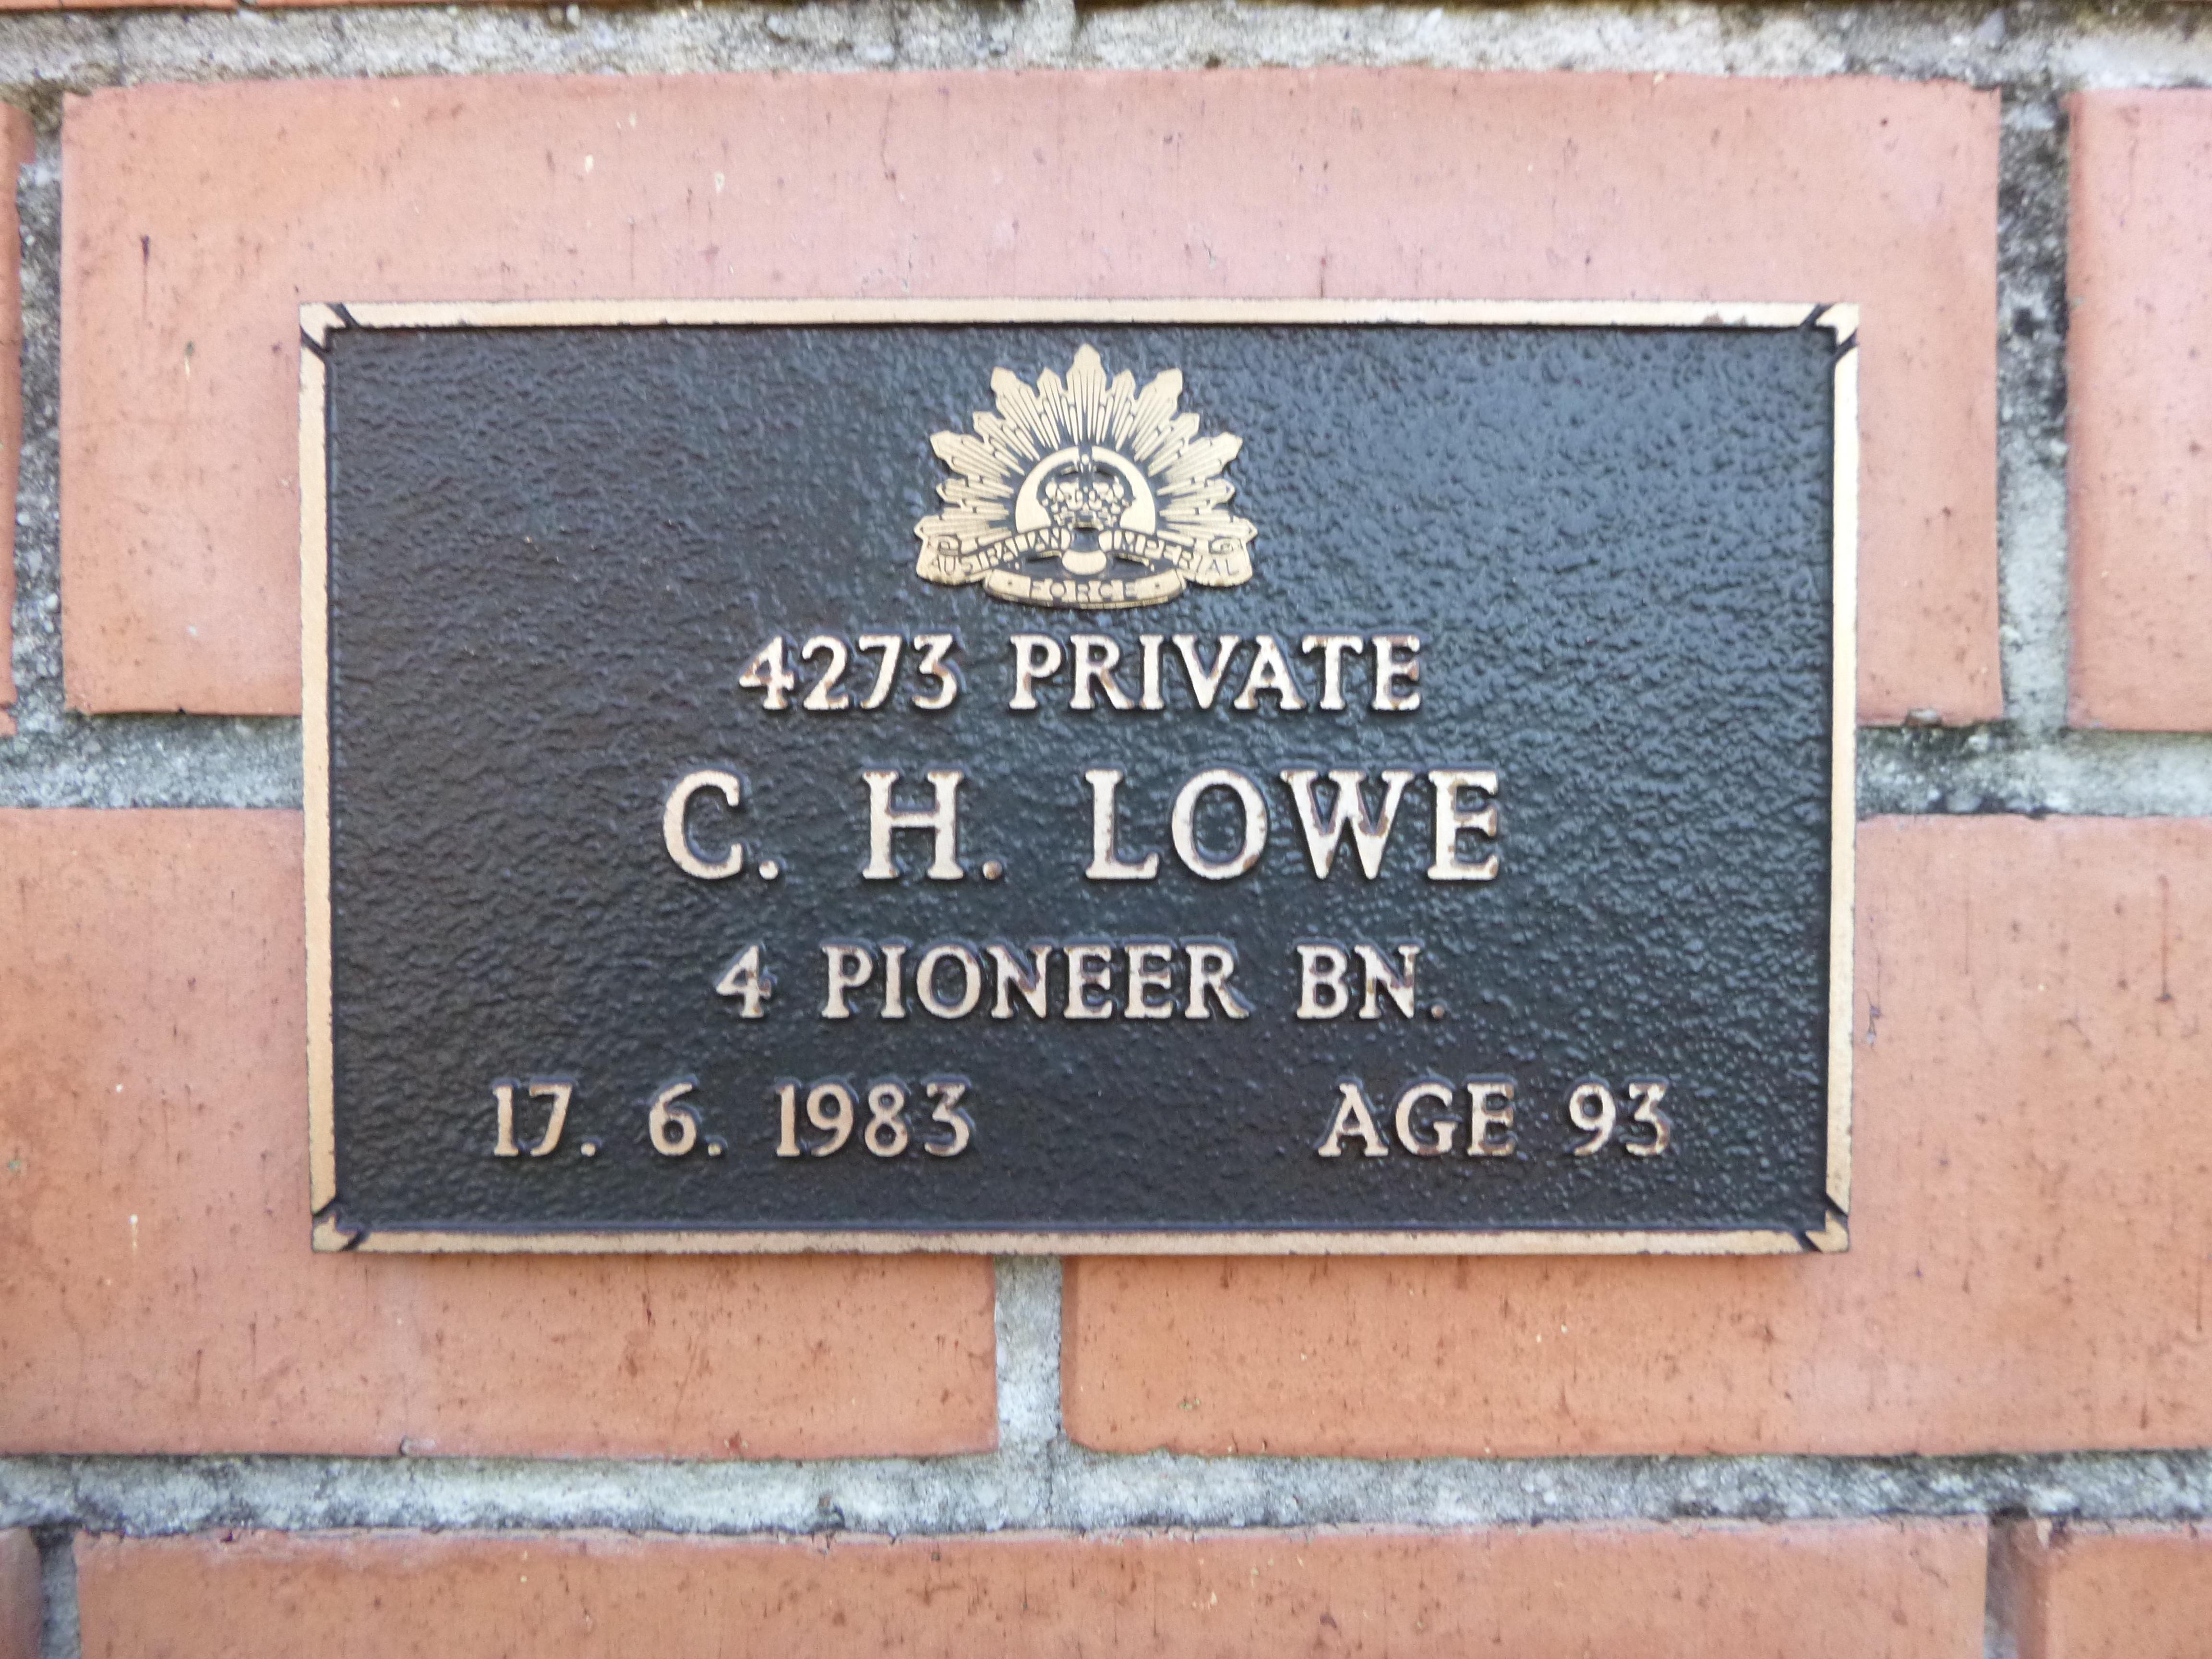 AUSTRALIAN IMPERIAL
FORCE
4273 PRIVATE
C. H. LOWE
4 PIONEER BN.
17. 6. 1983 AGE 93